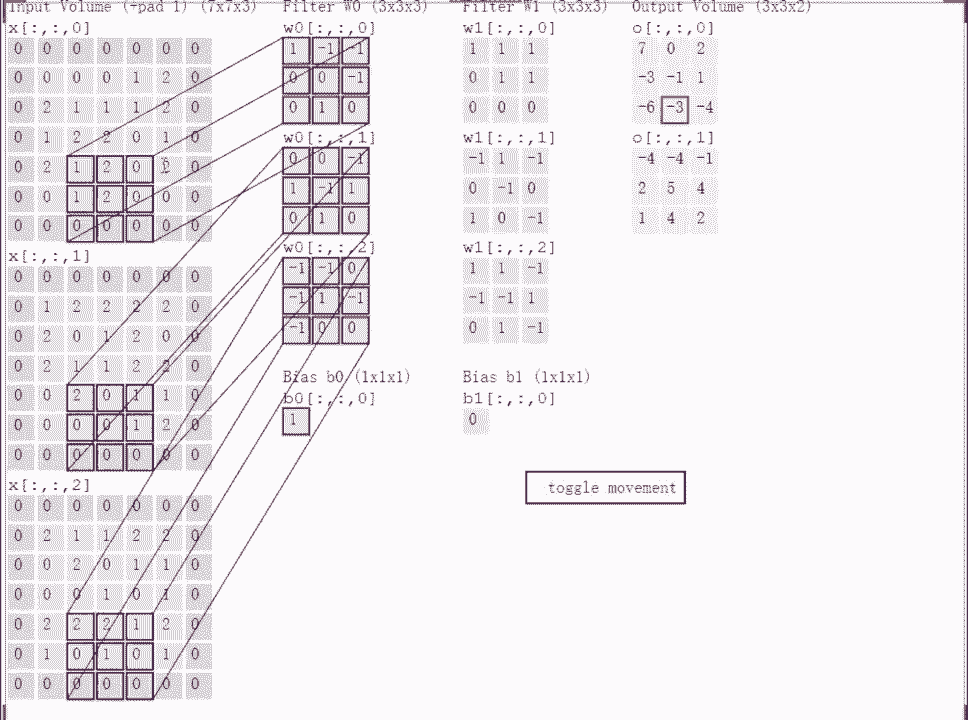 Input Volume (+pad 1) (7x7x3)
x[:,:,0]
0 0 0 0 0 0 0
0 0 0 0 1 2 0
0 2 1 1 1 2 0
0 1 2 2 0 1 0
0 2 1 2 0 2 0
0 0 1 2 0 0 0
0 0 0 0 0 0 0
x[:,:,1]
0 0 0 0 0 0 0
0 1 2 2 2 2 0
0 2 0 1 2 0 0
0 2 1 1 2 2 0
0 0 2 0 1 1 0
0 0 0 0 1 2 0
0 0 0 0 0 0 0
x[:,:,2]
0 0 0 0 0 0 0
0 2 1 1 2 2 0
0 0 2 0 1 1 0
0 0 0 1 0 1 0
0 2 2 2 1 2 0
0 1 0 1 0 1 0
0 0 0 0 0 0 0
Filter W0 (3x3x3)
w0[:,:,0]
1 -1 -1
0 0 -1
0 1 0
w0[:,:,1]
0 0 -1
1 -1 1
0 1 0
w0[:,:,2]
-1 -1 0
-1 1 -1
-1 0 0
Bias b0 (1x1x1)
b0[:,:,0]
1
Filter W1 (3x3x3)
w1[:,:,0]
1 1 1
0 1 1
0 0 0
w1[:,:,1]
-1 1 -1
0 -1 0
1 0 -1
w1[:,:,2]
1 1 -1
-1 -1 1
0 1 -1
Bias b1 (1x1x1)
b1[:,:,0]
0
Output Volume (3x3x2)
o[:,:,0]
7 0 2
-3 -1 1
-6 -3 -4
o[:,:,1]
-4 -4 -1
2 5 4
1 4 2
toggle movement